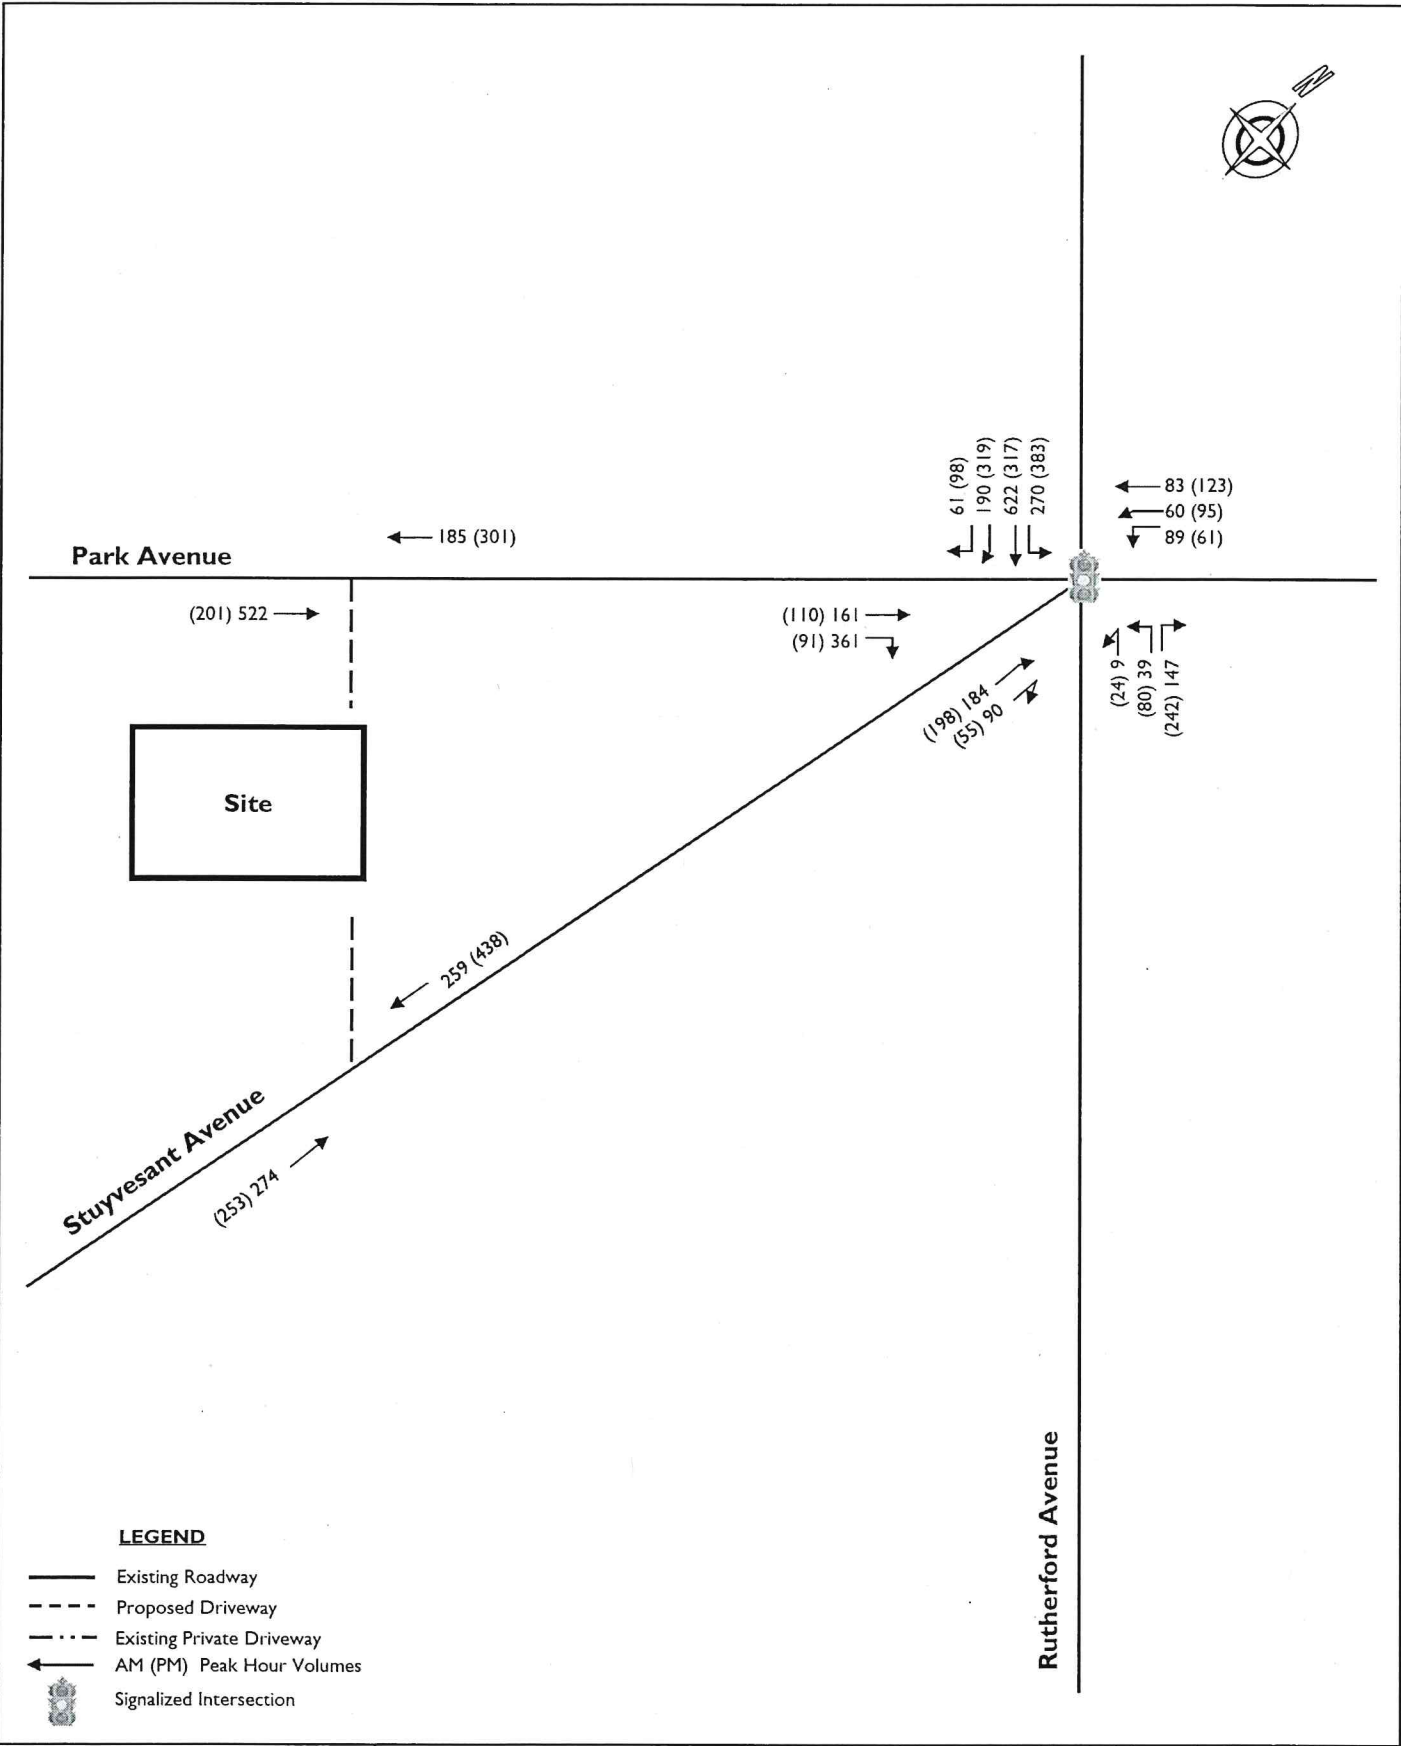 N
61 (98)
190 (319)
622 (317)
270 (383)
83 (123)
60 (95)
89 (61)
185 (301)
Park Avenue
(201) 522
(110) 161
(91) 361
(198) 184
(55) 90
(24) 9
(80) 39
(242) 147
Site
259 (438)
Stuyvesant Avenue
(253) 274
Rutherford Avenue
LEGEND
Existing Roadway
Proposed Driveway
Existing Private Driveway
AM (PM) Peak Hour Volumes
Signalized Intersection